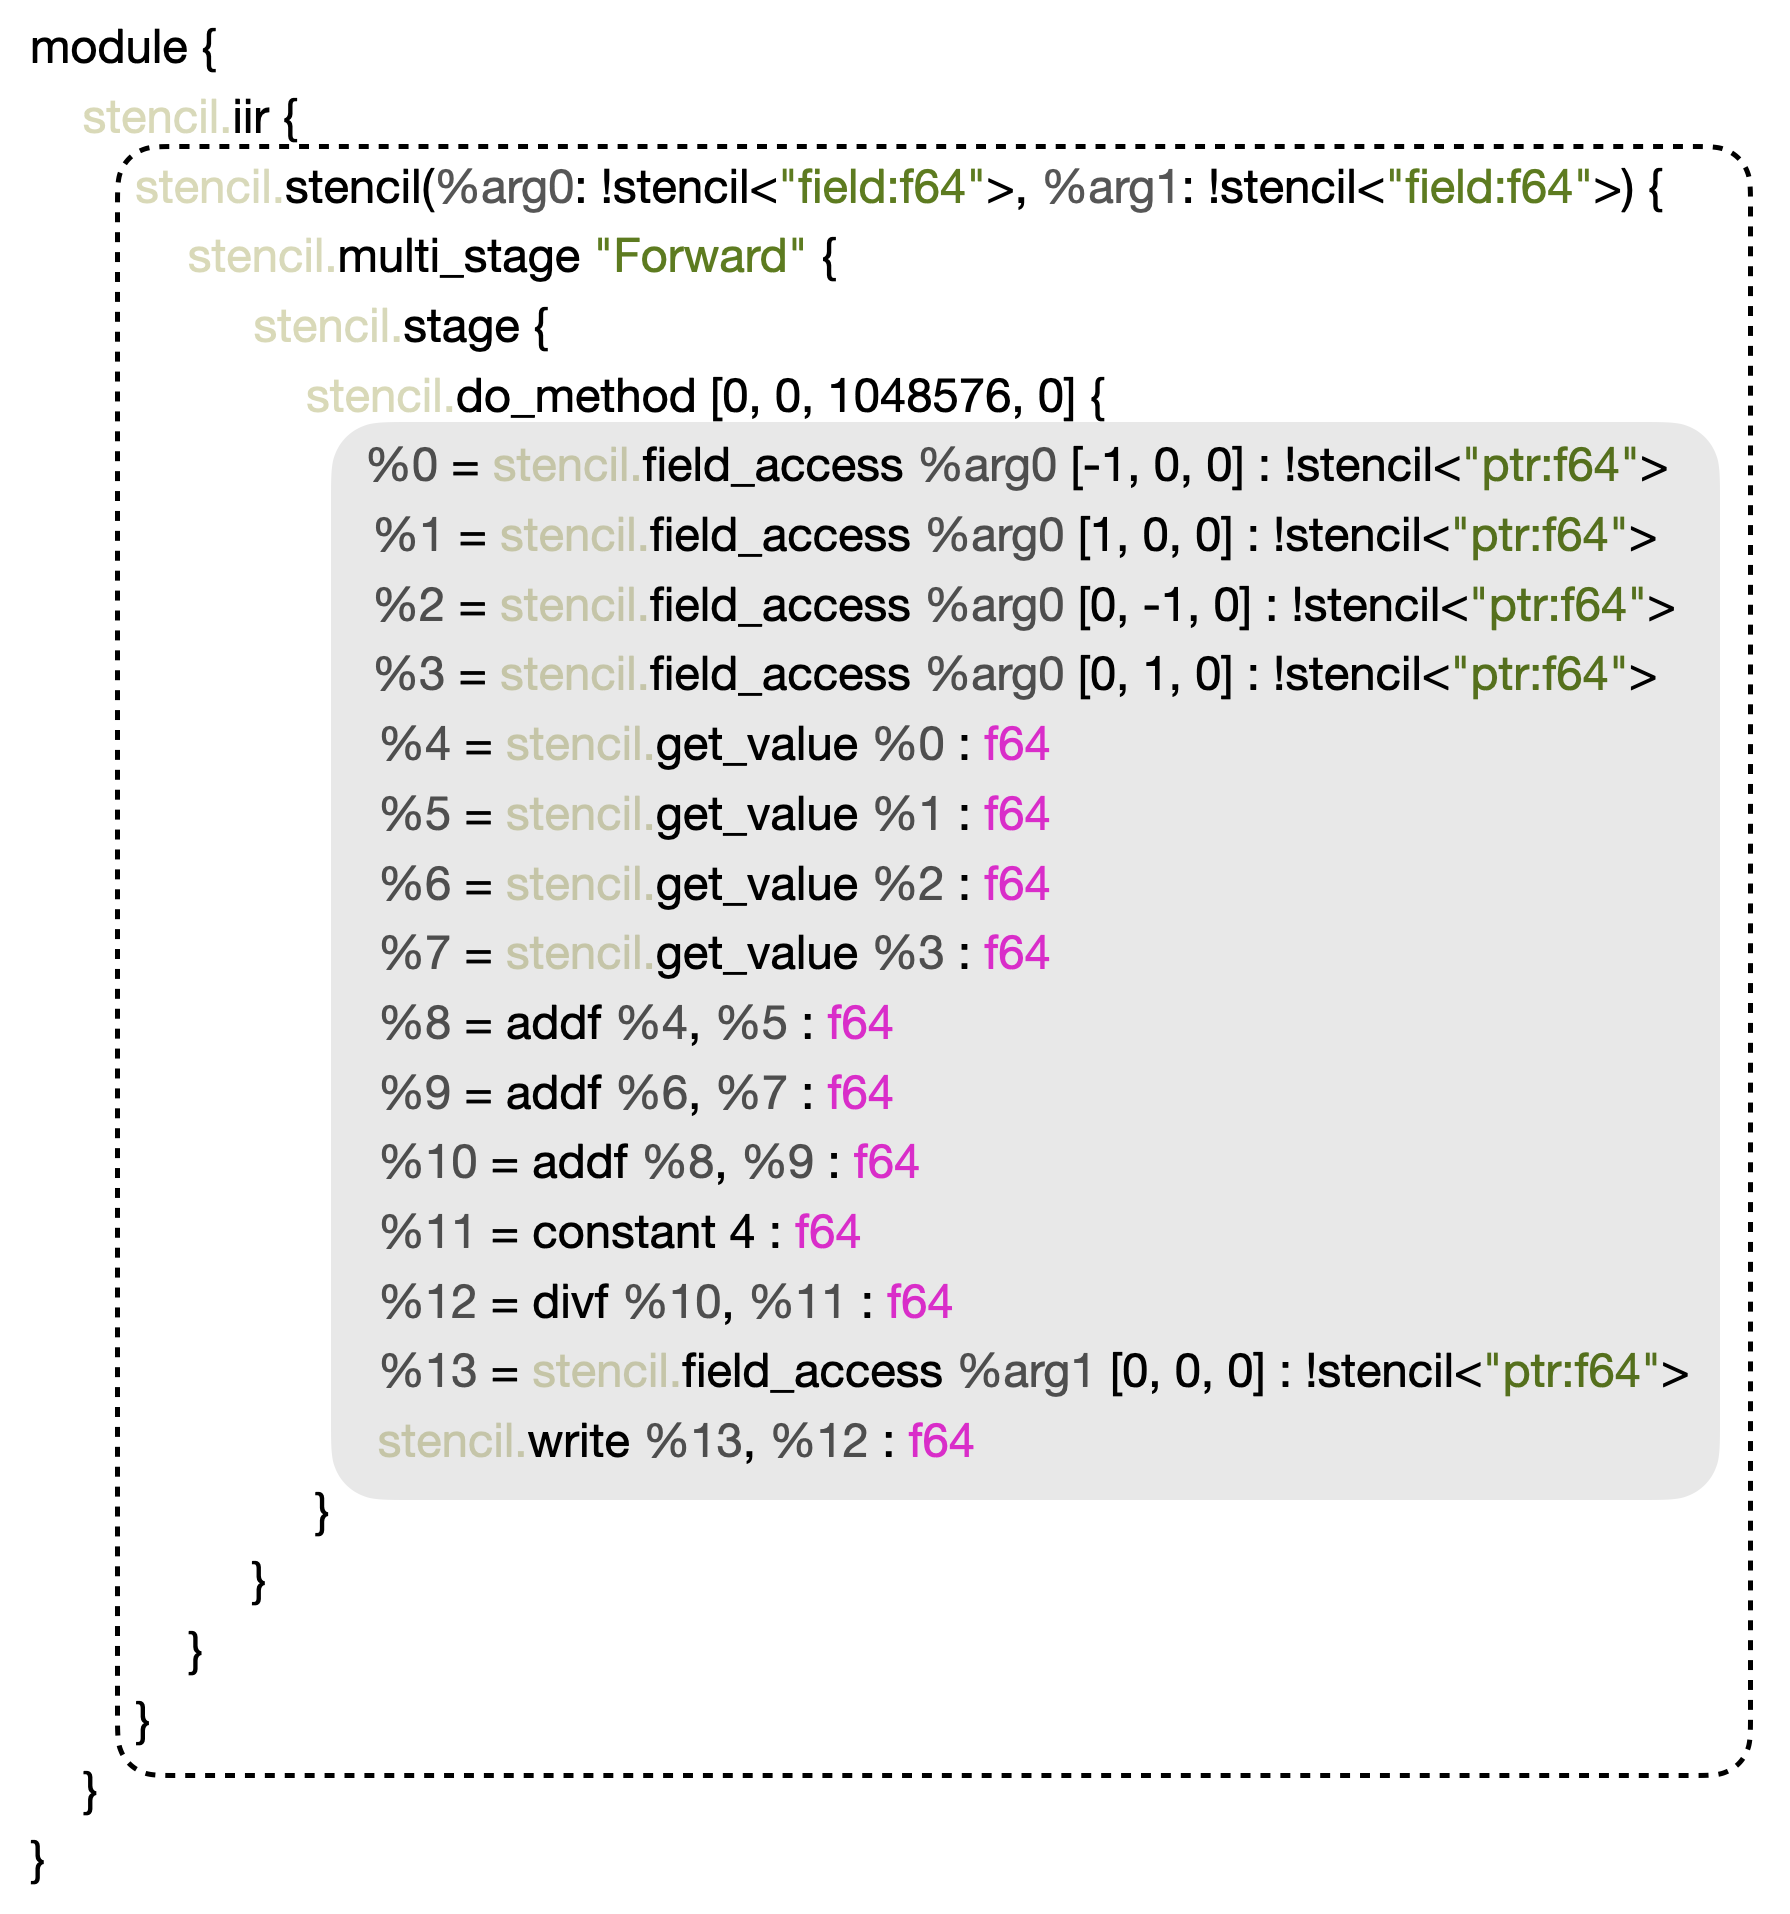 module {
stencil.iir {
stencil.stencil(%arg0: !stencil<"field:f64">, %arg1: !stencil<"field:f64">) {
stencil.multi_stage "Forward" {
stencil.stage {
stencil.do_method [0, 0, 1048576, 0] {
%0 = stencil.field_access %arg0 [-1, 0, 0] : !stencil<"ptr:f64">
%1 = stencil.field_access %arg0 [1, 0, 0] : !stencil<"ptr:f64">
%2 = stencil.field_access %arg0 [0, -1, 0] : !stencil<"ptr:f64">
%3 = stencil.field_access %arg0 [0, 1, 0] : !stencil<"ptr:f64">
%4 = stencil.get_value %0 : f64
%5 = stencil.get_value %1 : f64
%6 = stencil.get_value %2 : f64
%7 = stencil.get_value %3 : f64
%8 = addf %4, %5 : f64
%9 = addf %6, %7 : f64
%10 = addf %8, %9 : f64
%11 = constant 4 : f64
%12 = divf %10, %11 : f64
%13 = stencil.field_access %arg1 [0, 0, 0] : !stencil<"ptr:f64">
stencil.write %13, %12 : f64
}
}
}
}
}
}